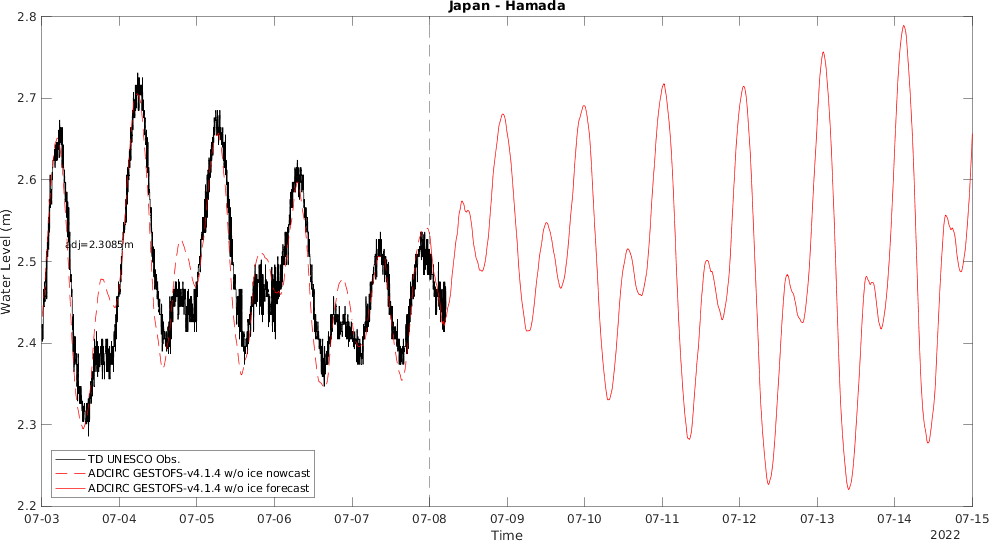 Japan - Hamada
2.8
2.7
2.6
2.5
2.4
2.3
2.2
Water Level (m)
adj=2.3085m
TD UNESCO Obs.
ADCIRC GESTOFS-v4.1.4 w/o ice nowcast
ADCIRC GESTOFS-v4.1.4 w/o ice forecast
07-03 07-04 07-05 07-06 07-07 07-08 07-09 07-10 07-11 07-12 07-13 07-14 07-15
Time
2022